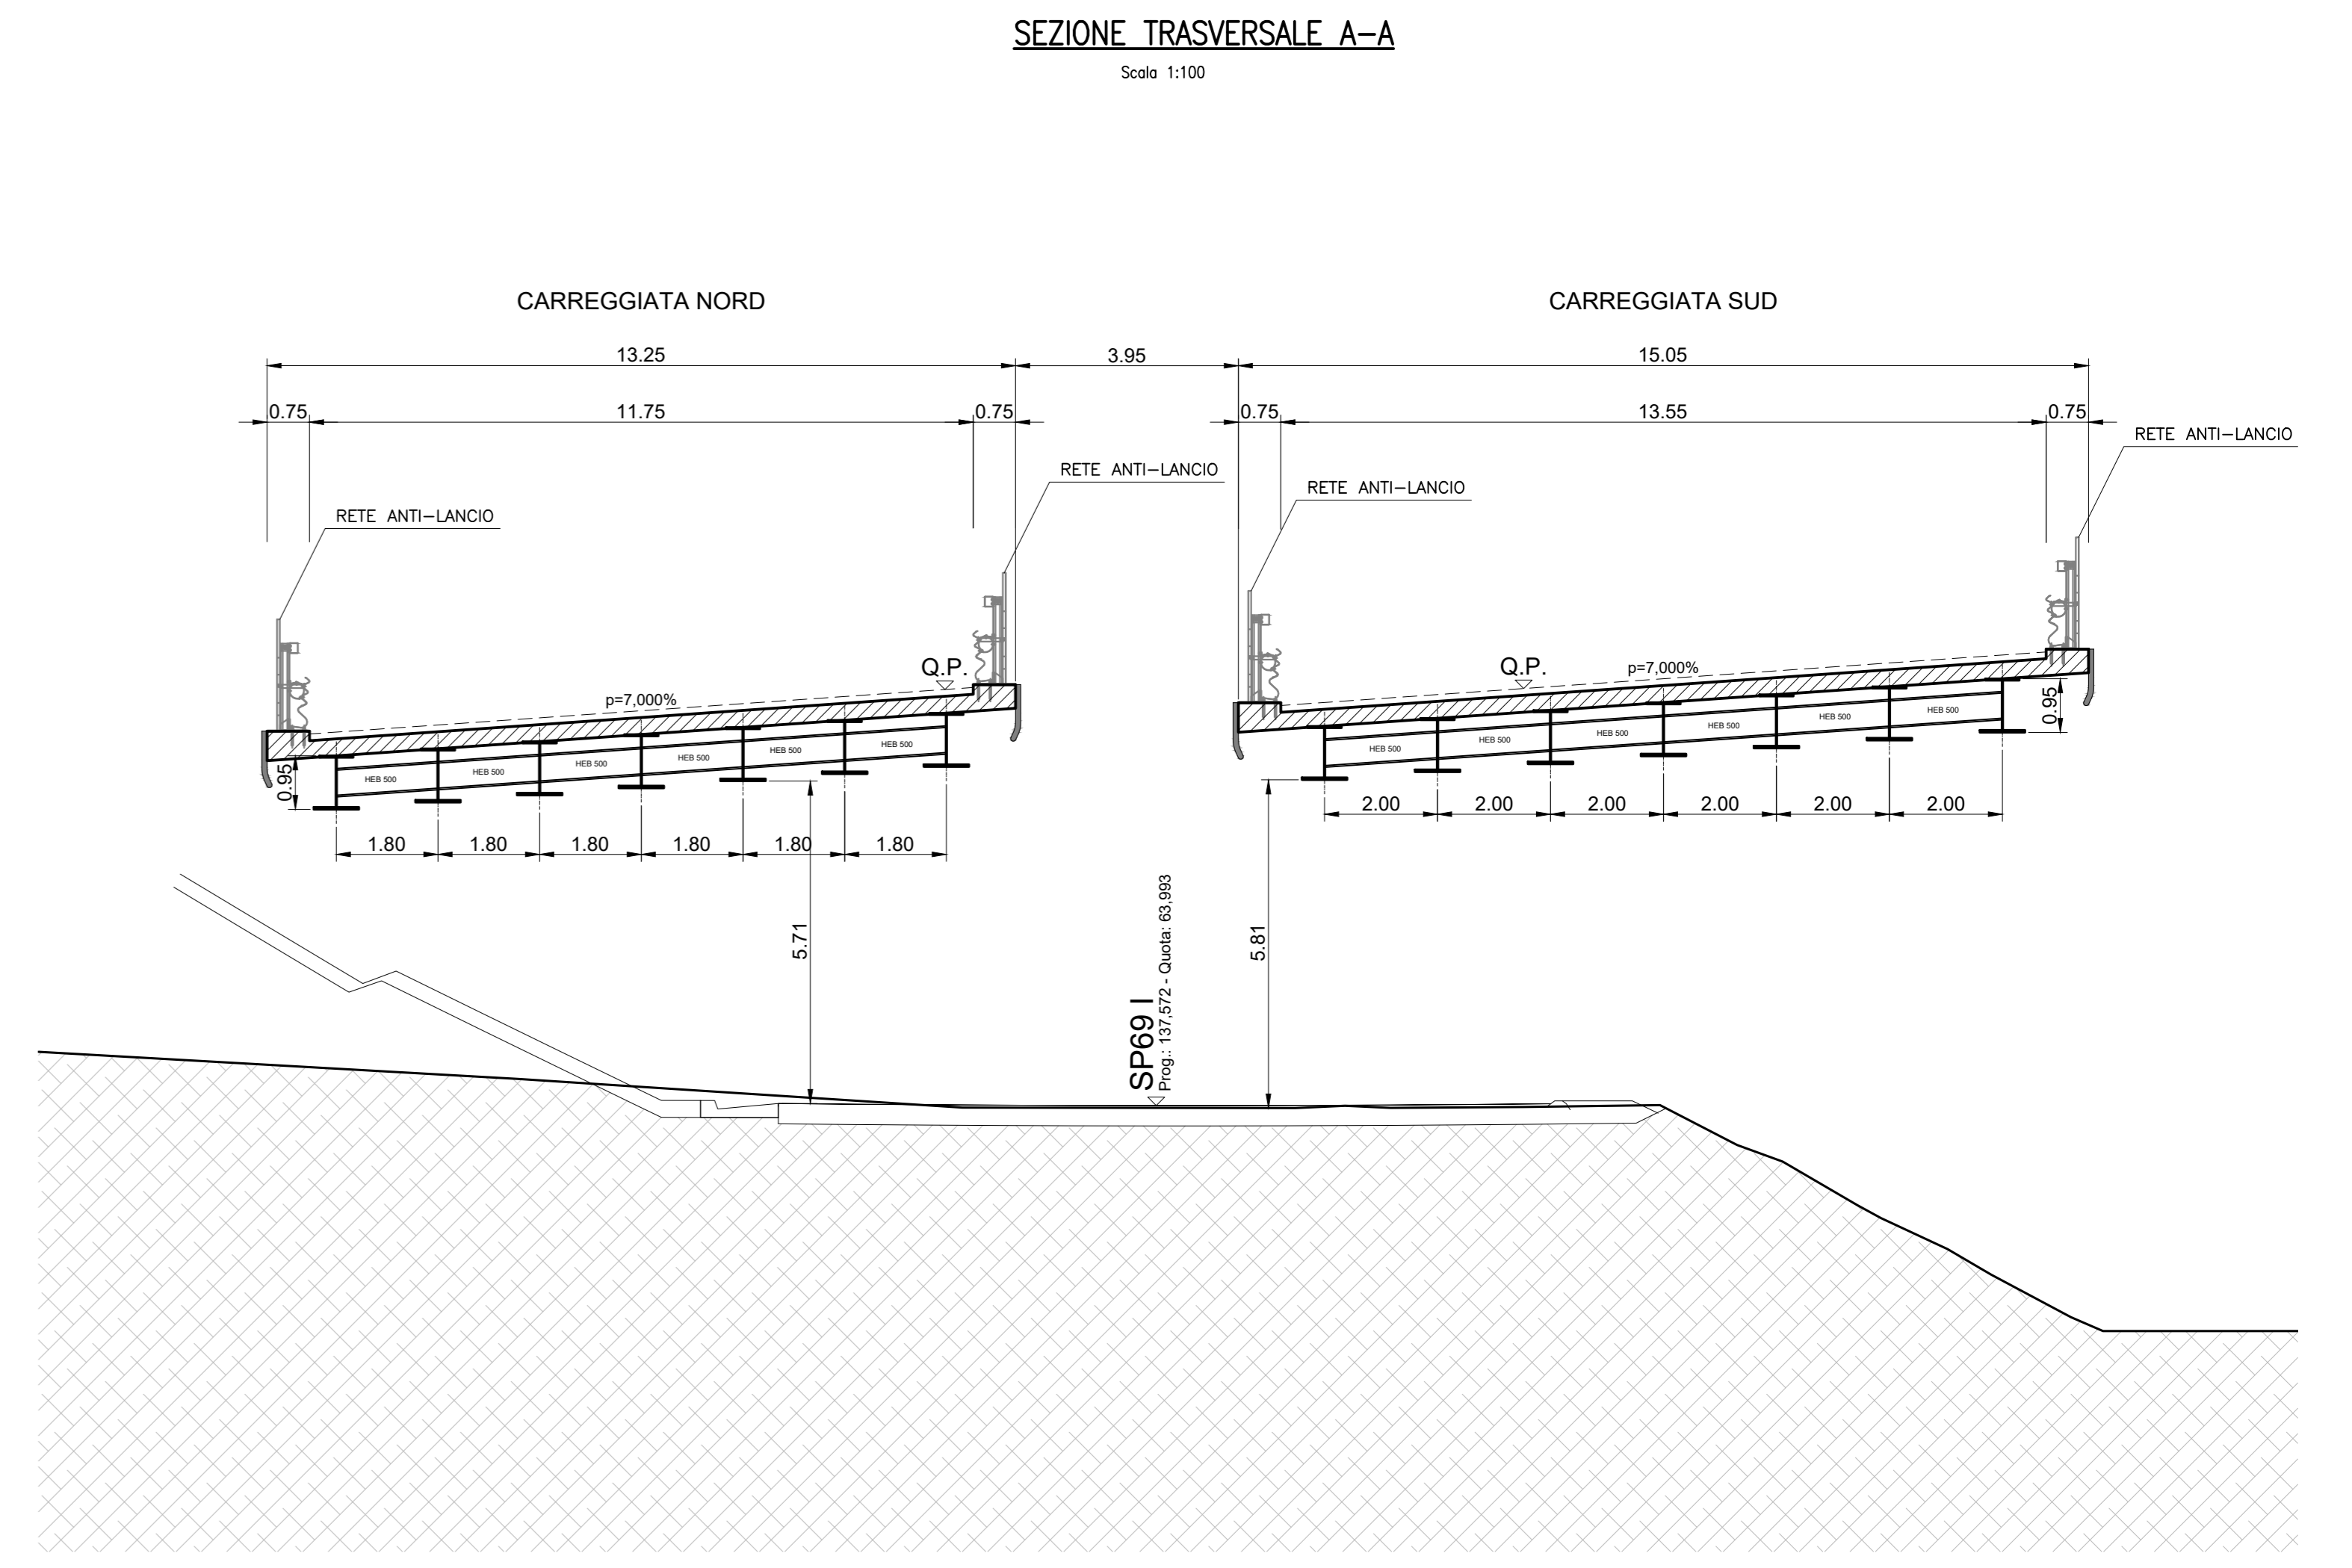 SEZIONE TRASVERSALE A-A
Scala 1:100
CARREGGIATA NORD
CARREGGIATA SUD
13.25
3.95
15.05
0.75
11.75
0.75
0.75
13.55
0.75
RETE ANTI-LANCIO
RETE ANTI-LANCIO
RETE ANTI-LANCIO
RETE ANTI-LANCIO
Q.P.
p=7,000%
Q.P.
p=7,000%
HEB 500
HEB 500
HEB 500
HEB 500
HEB 500
HEB 500
HEB 500
HEB 500
HEB 500
HEB 500
HEB 500
HEB 500
0.95
0.95
1.80
1.80
1.80
1.80
1.80
1.80
2.00
2.00
2.00
2.00
2.00
2.00
5.71
5.81
SP69 I
Prog.: 137,572 - Quota: 63,993